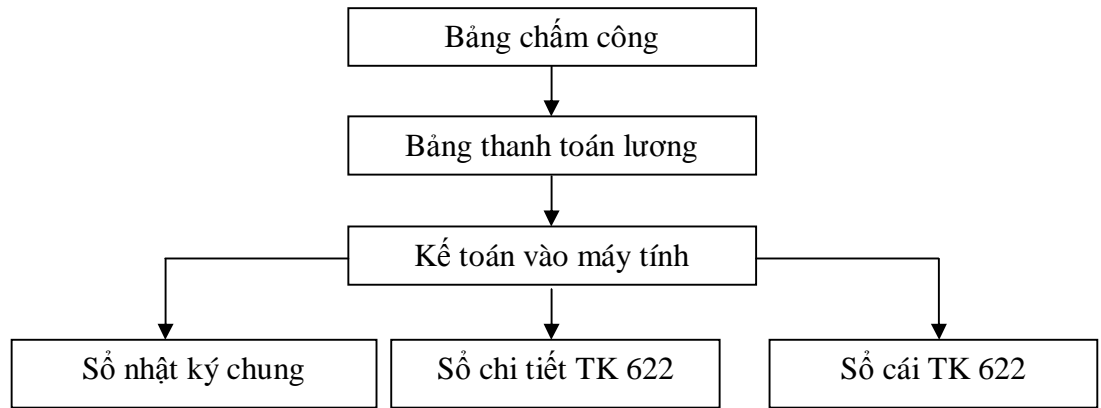 Bảng chấm công
Bảng thanh toán lương
Kế toán vào máy tính
Sổ nhật ký chung
Sổ chi tiết TK 622
Sổ cái TK 622